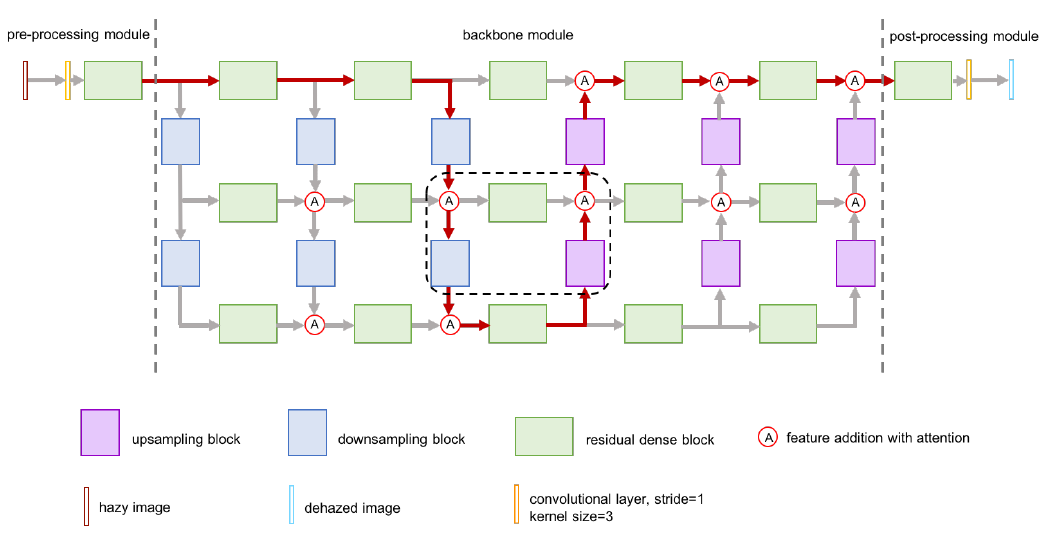 pre-processing module
backbone module
post-processing module
A A A
A A A A A
A A
upsampling block
downsampling block
residual dense block
A feature addition with attention
hazy image
dehazed image
convolutional layer, stride=1
kernel size=3